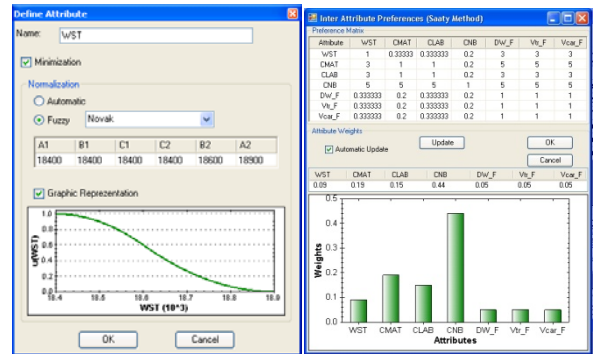 Define Attribute
Name: WST
Minimization
Normalization
Automatic
Fuzzy Novak
A1 B1 C1 C2 B2 A2
18400 18400 18400 18400 18600 18900
Graphic Reprezentation
1.0
0.8
0.6
0.4
0.2
0.0
u(WST)
18.4 18.5 18.6 18.7 18.8 18.9
WST (10^3)
OK Cancel
Inter Attribute Preferences (Saaty Method)
Preference Matrix
Attribute WST CMAT CLAB CNB DW_F Vtr_F Vcar_F
WST 1 0.33333 0.333333 0.2 3 3 3
CMAT 3 1 1 0.2 5 5 5
CLAB 3 1 1 0.2 3 3 3
CNB 5 5 5 1 5 5 5
DW_F 0.333333 0.2 0.333333 0.2 1 1 1
Vtr_F 0.333333 0.2 0.333333 0.2 1 1 1
Vcar_F 0.333333 0.2 0.333333 0.2 1 1 1
Attribute Weights
Automatic Update Update OK
Cancel
WST CMAT CLAB CNB DW_F Vtr_F Vcar_F
0.09 0.19 0.15 0.44 0.05 0.05 0.05
0.5
0.4
0.3
0.2
0.1
0.0
Weights
WST CMAT CLAB CNB DW_F Vtr_F Vcar_F
Attributes